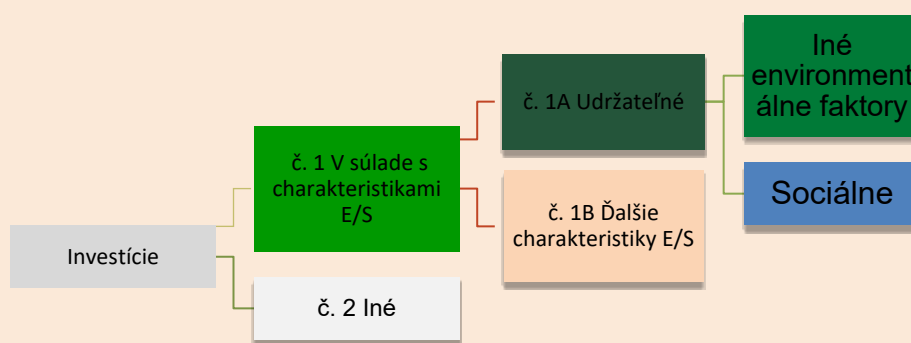 Investície
č. 1 V súlade s
charakteristikami
E/S
č. 2 Iné
č. 1A Udržateľné
č. 1B Ďalšie
charakteristiky E/S
Iné
environment
álne faktory
Sociálne